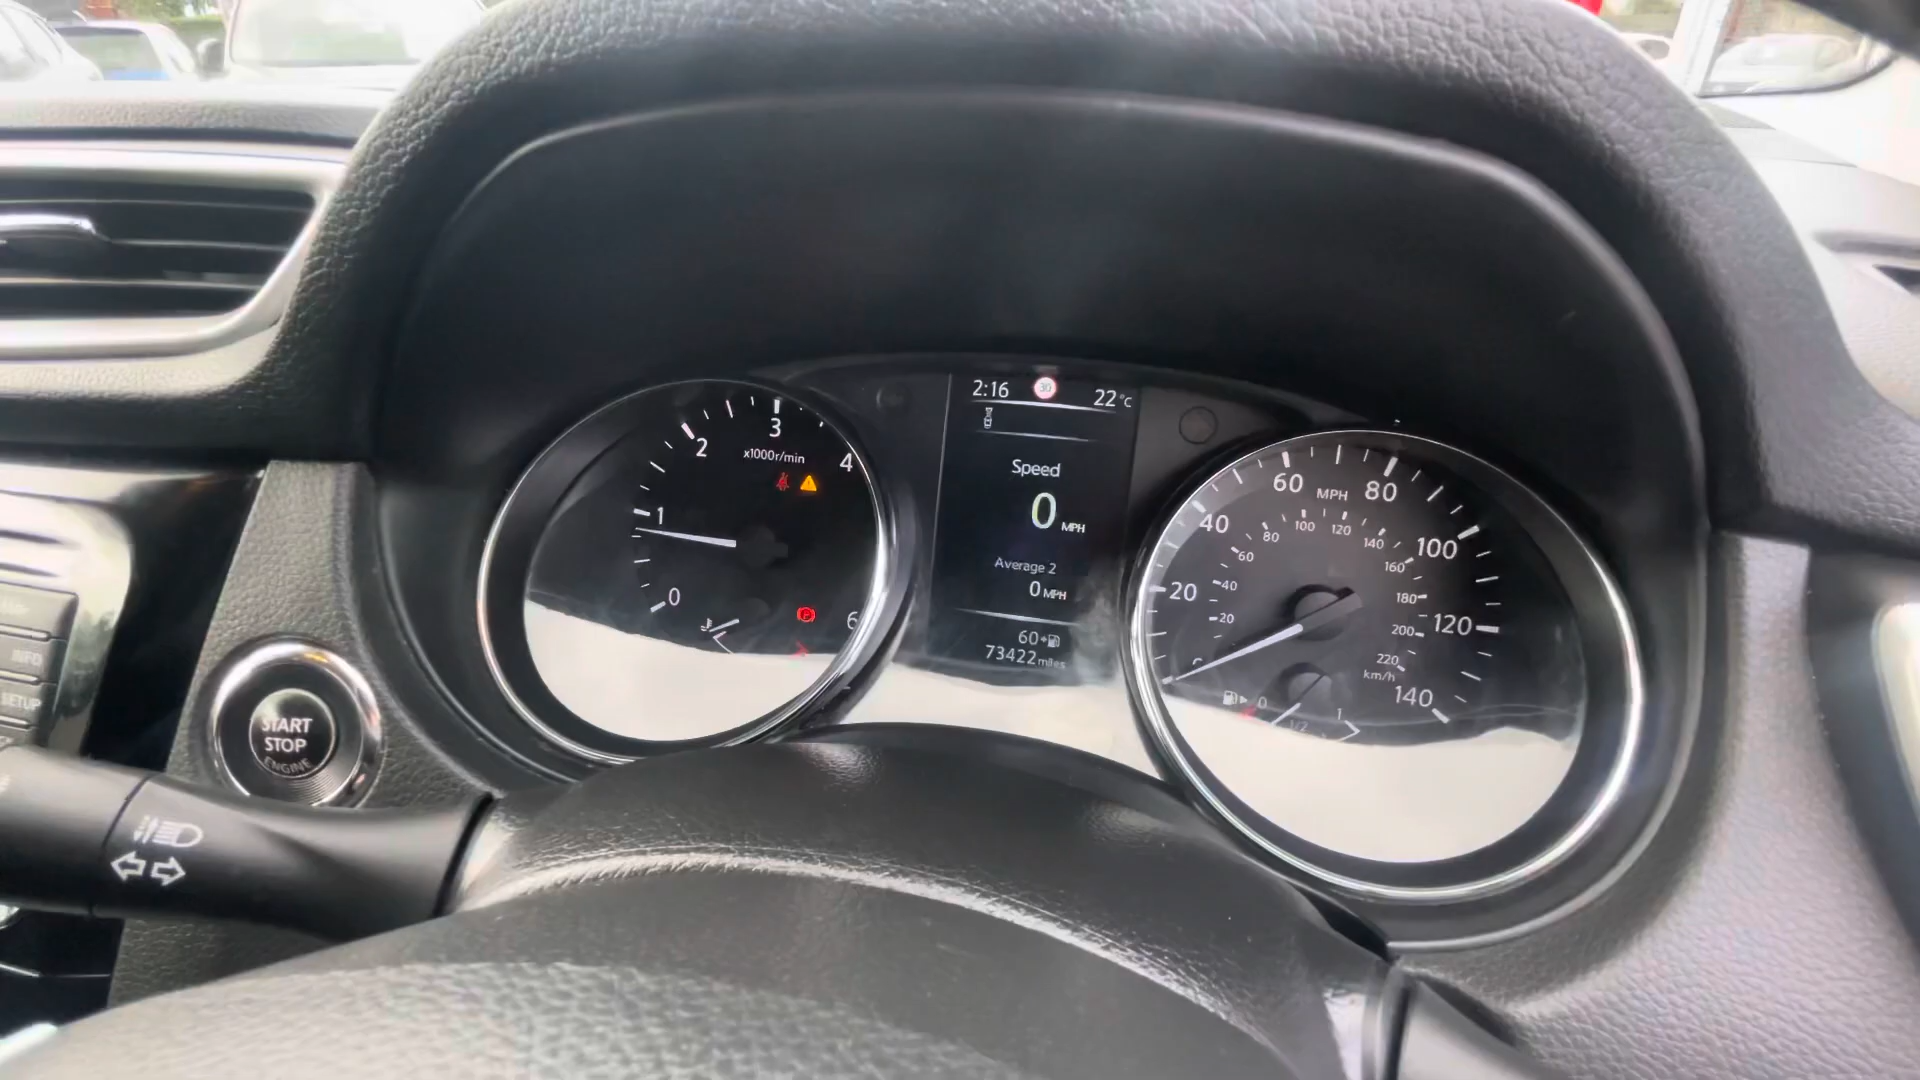 2:16 30 22°C
Speed
0 MPH
Average 2
0 MPH
60
73422 miles
0
1
2
3
4
6
x1000r/min
20
40
60
80
100
120
140
MPH
20
40
60
80
100
120
140
160
180
200
220
km/h
0
1/2
1
START
STOP
ENGINE
INFO
SETUP